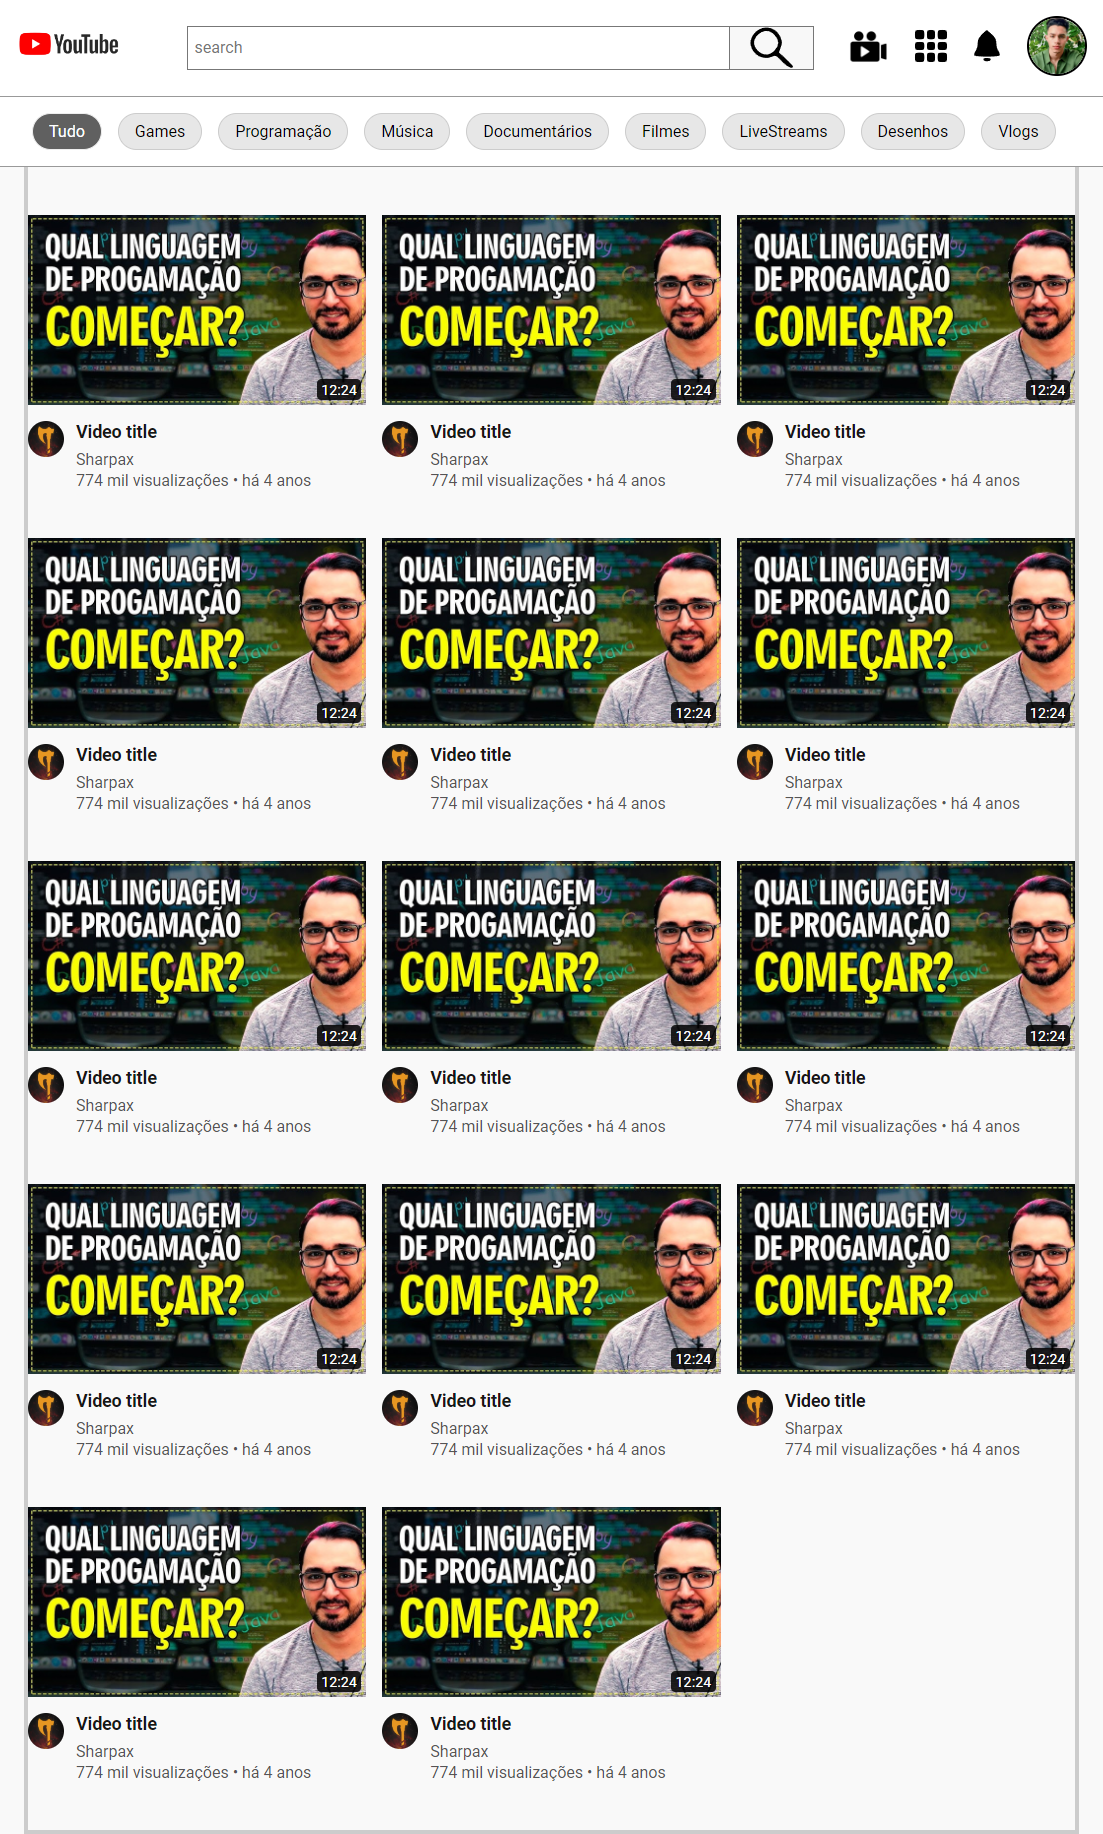 YouTube
search
Tudo Games Programação Música Documentários Filmes LiveStreams Desenhos Vlogs
QUAL LINGUAGEM
DE PROGAMAÇÃO
COMEÇAR?
12:24
Video title
Sharpax
774 mil visualizações • há 4 anos
QUAL LINGUAGEM
DE PROGAMAÇÃO
COMEÇAR?
12:24
Video title
Sharpax
774 mil visualizações • há 4 anos
QUAL LINGUAGEM
DE PROGAMAÇÃO
COMEÇAR?
12:24
Video title
Sharpax
774 mil visualizações • há 4 anos
QUAL LINGUAGEM
DE PROGAMAÇÃO
COMEÇAR?
12:24
Video title
Sharpax
774 mil visualizações • há 4 anos
QUAL LINGUAGEM
DE PROGAMAÇÃO
COMEÇAR?
12:24
Video title
Sharpax
774 mil visualizações • há 4 anos
QUAL LINGUAGEM
DE PROGAMAÇÃO
COMEÇAR?
12:24
Video title
Sharpax
774 mil visualizações • há 4 anos
QUAL LINGUAGEM
DE PROGAMAÇÃO
COMEÇAR?
12:24
Video title
Sharpax
774 mil visualizações • há 4 anos
QUAL LINGUAGEM
DE PROGAMAÇÃO
COMEÇAR?
12:24
Video title
Sharpax
774 mil visualizações • há 4 anos
QUAL LINGUAGEM
DE PROGAMAÇÃO
COMEÇAR?
12:24
Video title
Sharpax
774 mil visualizações • há 4 anos
QUAL LINGUAGEM
DE PROGAMAÇÃO
COMEÇAR?
12:24
Video title
Sharpax
774 mil visualizações • há 4 anos
QUAL LINGUAGEM
DE PROGAMAÇÃO
COMEÇAR?
12:24
Video title
Sharpax
774 mil visualizações • há 4 anos
QUAL LINGUAGEM
DE PROGAMAÇÃO
COMEÇAR?
12:24
Video title
Sharpax
774 mil visualizações • há 4 anos
QUAL LINGUAGEM
DE PROGAMAÇÃO
COMEÇAR?
12:24
Video title
Sharpax
774 mil visualizações • há 4 anos
QUAL LINGUAGEM
DE PROGAMAÇÃO
COMEÇAR?
12:24
Video title
Sharpax
774 mil visualizações • há 4 anos